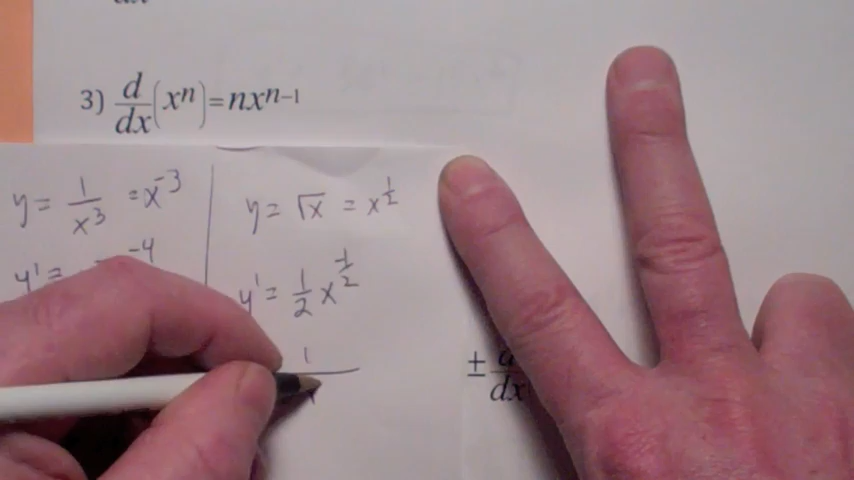 3) d/dx (xⁿ) = nxⁿ⁻¹
y = 1/x³ = x⁻³
y' = ⁻⁴
y = √x = x^(1/2)
y' = 1/2 x^(-1/2)
1
± d/dx